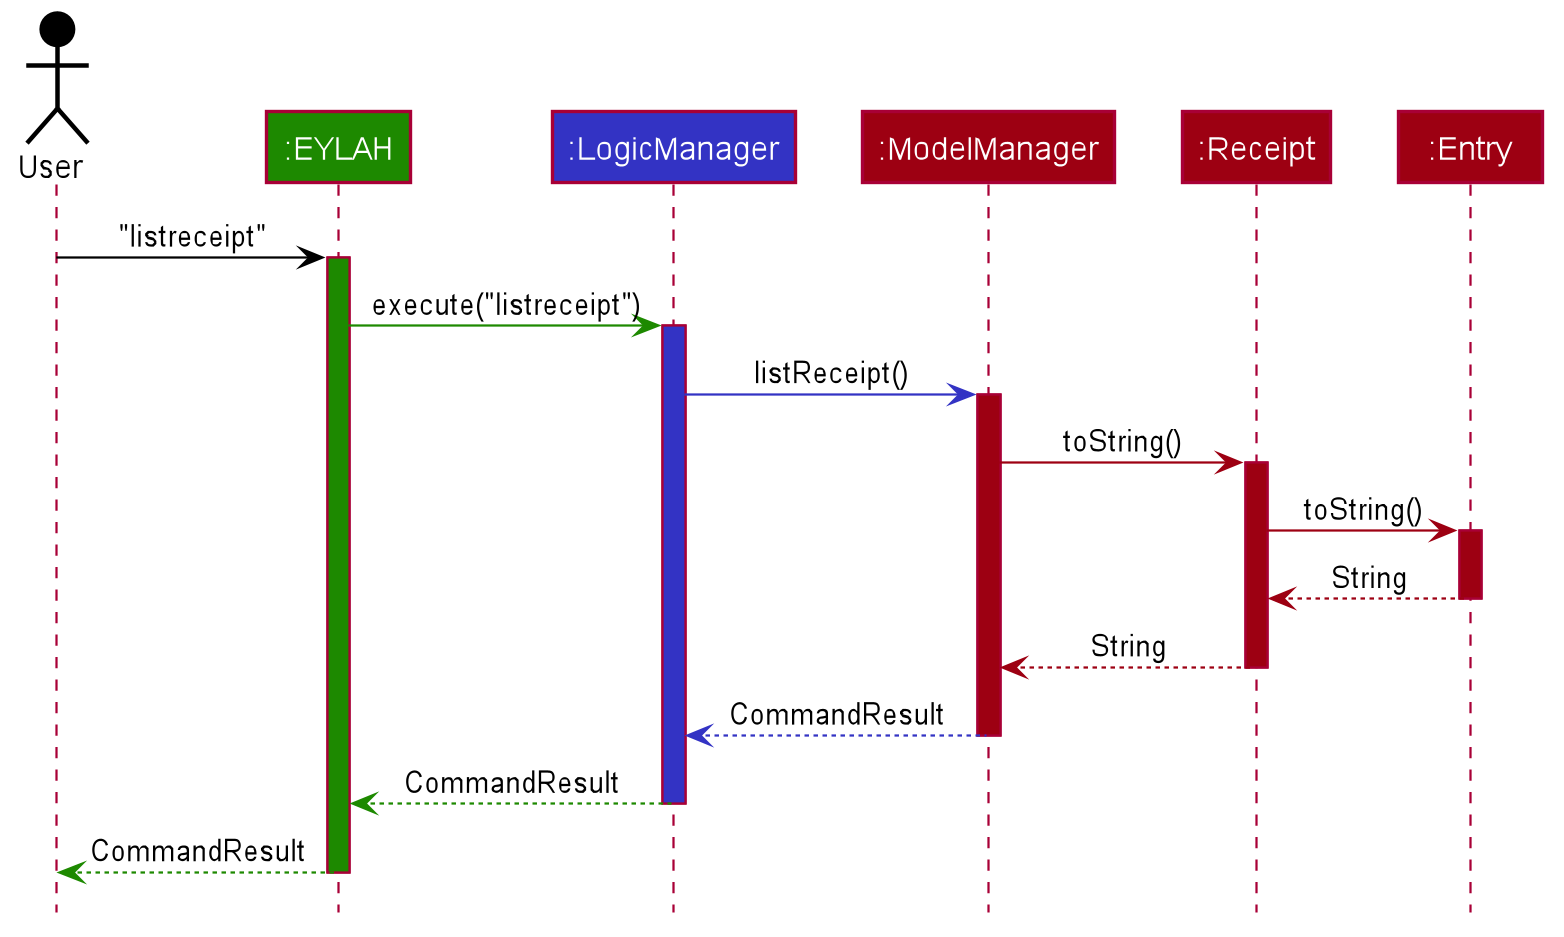 User
:EYLAH
:LogicManager
:ModelManager
:Receipt
:Entry
"listreceipt"
execute("listreceipt")
listReceipt()
toString()
toString()
String
String
CommandResult
CommandResult
CommandResult